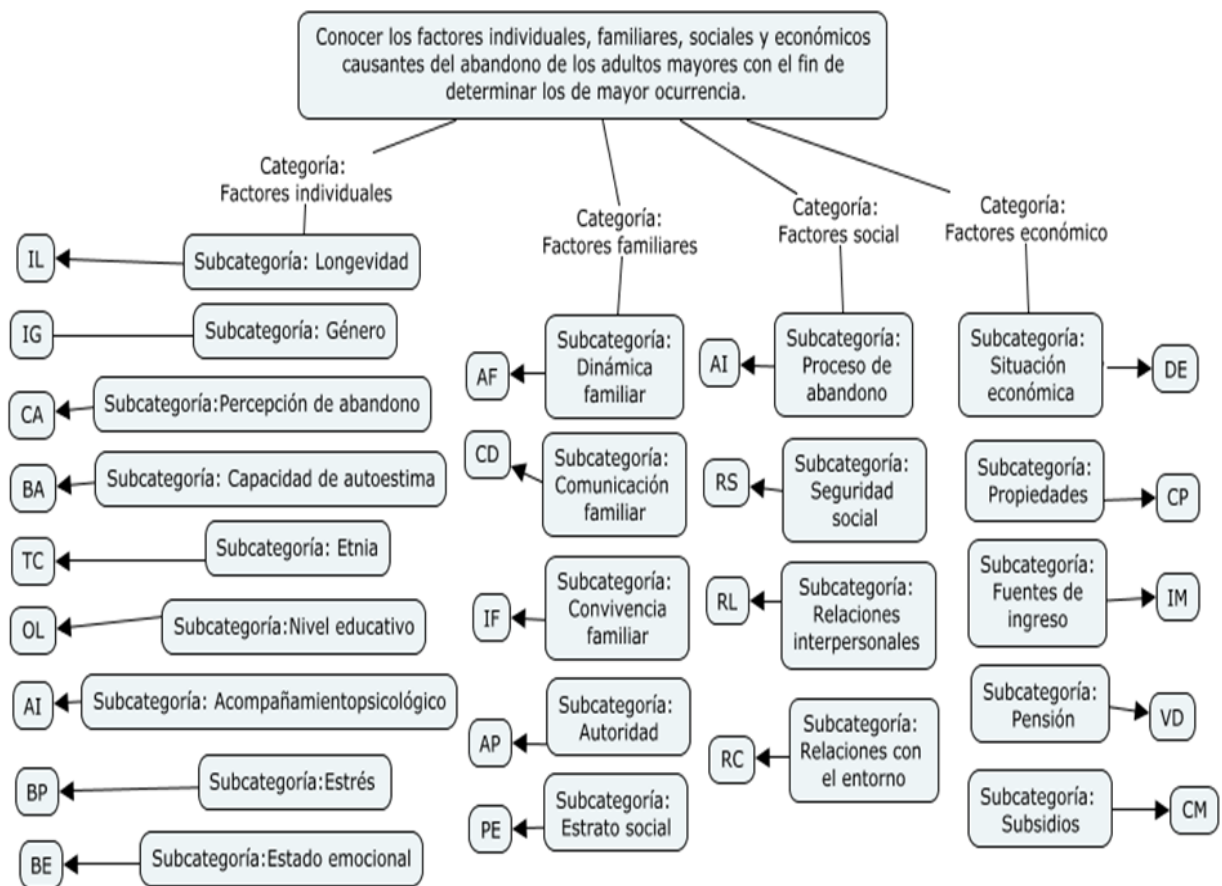 Conocer los factores individuales, familiares, sociales y económicos
causantes del abandono de los adultos mayores con el fin de
determinar los de mayor ocurrencia.
Categoría:
Factores individuales
IL
Subcategoría: Longevidad
IG
Subcategoría: Género
CA
Subcategoría:Percepción de abandono
BA
Subcategoría: Capacidad de autoestima
TC
Subcategoría: Etnia
OL
Subcategoría:Nivel educativo
AI
Subcategoría: Acompañamientopsicológico
BP
Subcategoría:Estrés
BE
Subcategoría:Estado emocional
Categoría:
Factores familiares
AF
Subcategoría:
Dinámica
familiar
CD
Subcategoría:
Comunicación
familiar
IF
Subcategoría:
Convivencia
familiar
AP
Subcategoría:
Autoridad
PE
Subcategoría:
Estrato social
Categoría:
Factores social
AI
Subcategoría:
Proceso de
abandono
RS
Subcategoría:
Seguridad
social
RL
Subcategoría:
Relaciones
interpersonales
RC
Subcategoría:
Relaciones con
el entorno
Categoría:
Factores económico
Subcategoría:
Situación
económica
DE
Subcategoría:
Propiedades
CP
Subcategoría:
Fuentes de
ingreso
IM
Subcategoría:
Pensión
VD
Subcategoría:
Subsidios
CM